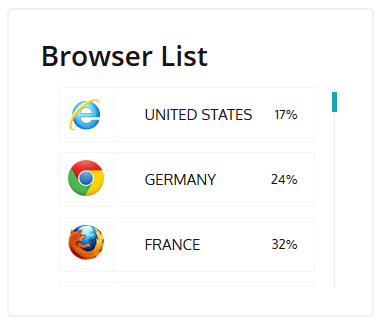 Browser List
UNITED STATES 17%
GERMANY 24%
FRANCE 32%